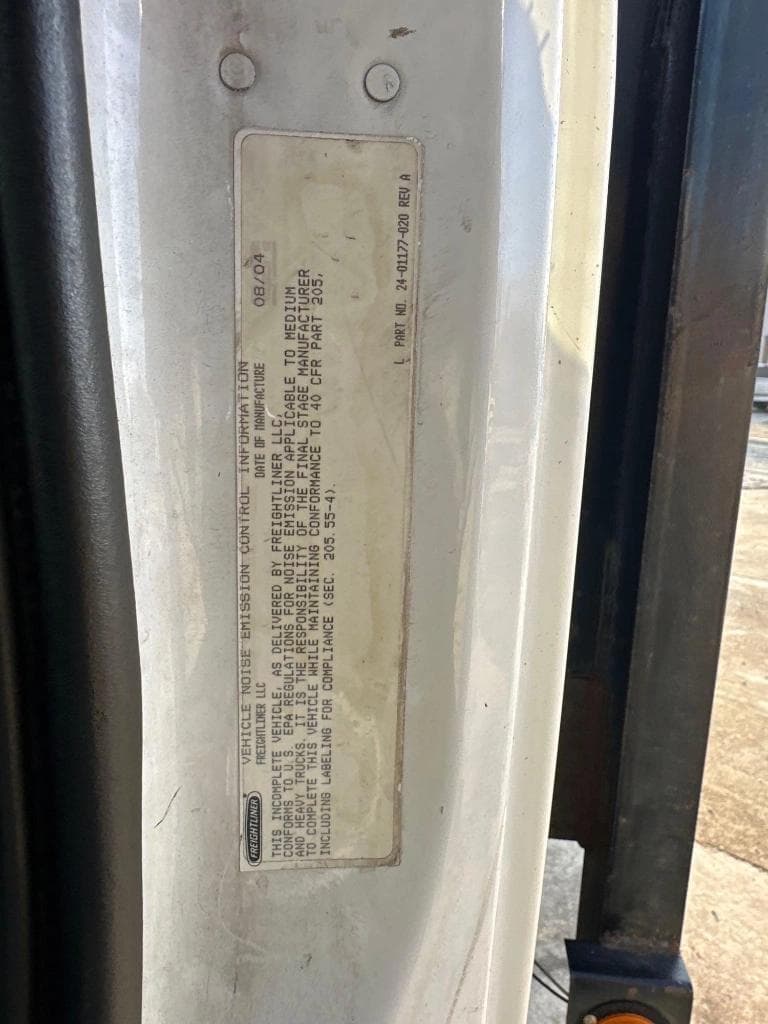 FREIGHTLINER
VEHICLE NOISE EMISSION CONTROL INFORMATION
FREIGHTLINER LLC DATE OF MANUFACTURE 08/04
THIS INCOMPLETE VEHICLE, AS DELIVERED BY FREIGHTLINER LLC,
CONFORMS TO U.S. EPA REGULATIONS FOR NOISE EMISSION APPLICABLE TO MEDIUM
AND HEAVY TRUCKS. IT IS THE RESPONSIBILITY OF THE FINAL STAGE MANUFACTURER
TO COMPLETE THIS VEHICLE WHILE MAINTAINING CONFORMANCE TO 40 CFR PART 205,
INCLUDING LABELING FOR COMPLIANCE (SEC. 205.55-4).
L PART NO. 24-01177-020 REV A